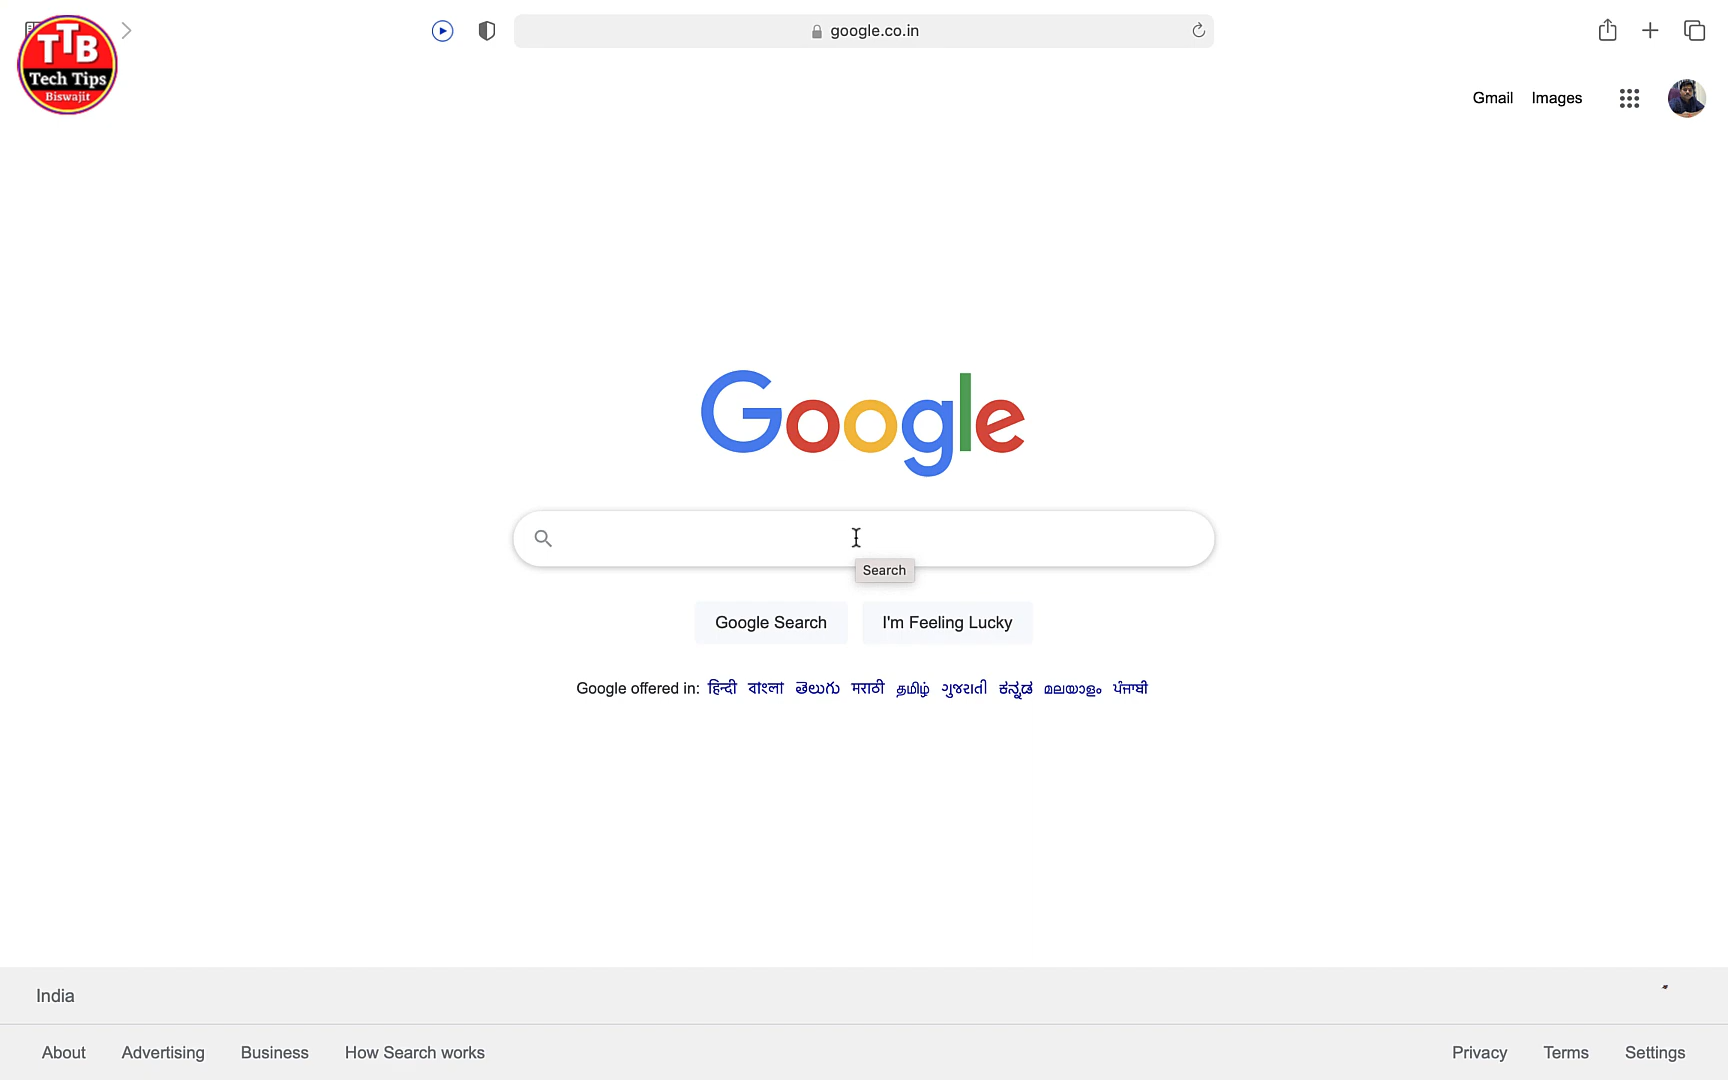 TTB
Tech Tips
Biswajit
google.co.in
Gmail Images
Google
Search
Google Search I'm Feeling Lucky
Google offered in: हिन्दी বাংলা తెలుగు मराठी தமிழ் ગુજરાતી ಕನ್ನಡ മലയാളം ਪੰਜਾਬੀ
India
About Advertising Business How Search works Privacy Terms Settings